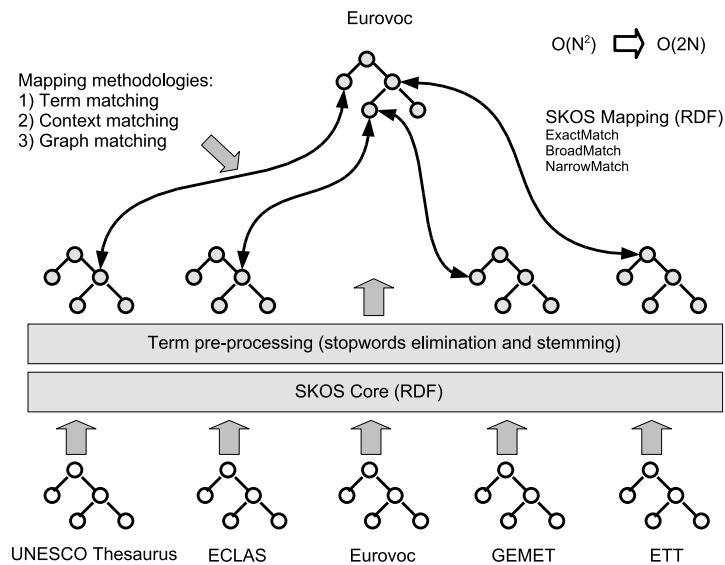 Eurovoc
O(N²) O(2N)
Mapping methodologies:
1) Term matching
2) Context matching
3) Graph matching
SKOS Mapping (RDF)
ExactMatch
BroadMatch
NarrowMatch
Term pre-processing (stopwords elimination and stemming)
SKOS Core (RDF)
UNESCO Thesaurus ECLAS Eurovoc GEMET ETT